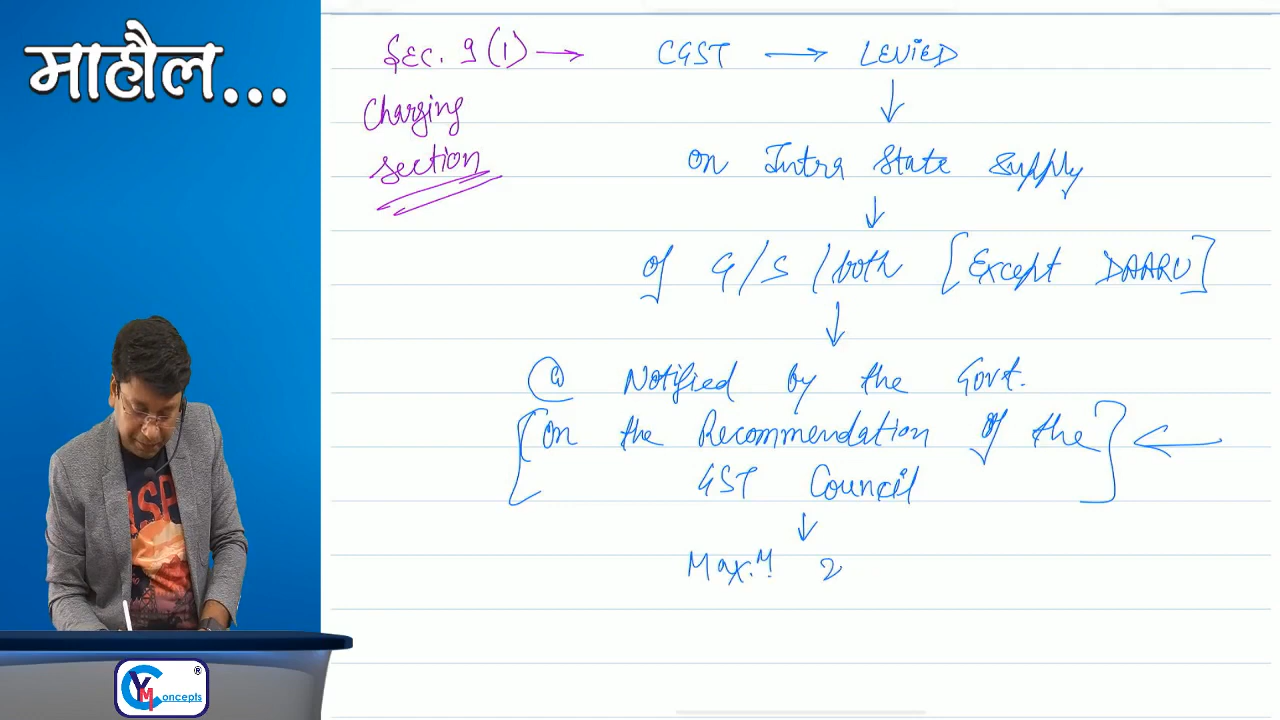 माहौल...
Sec. 9(1) → CGST → LEVIED
Charging
section
↓
on Intra State supply
↓
of G/S/both [Except DAARU]
↓
@ Notified by the Govt.
[on the Recommendation of the ] ←
GST Council
↓
Max.M 2
CYM Concepts ®